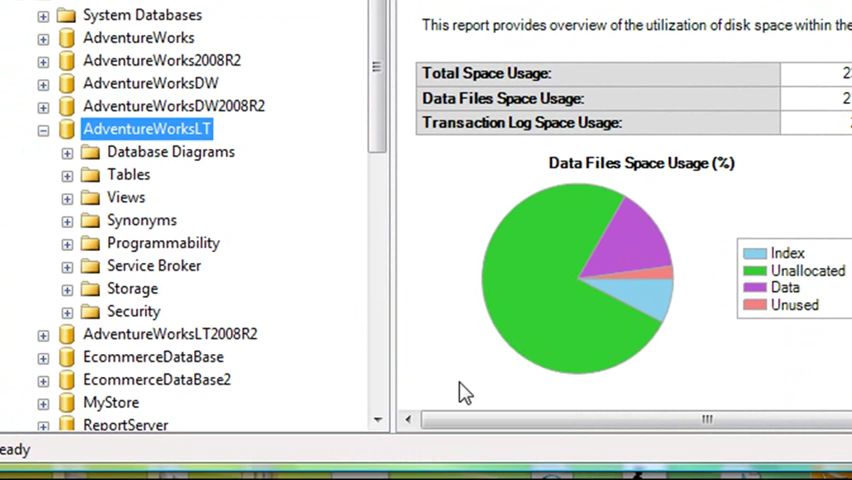 System Databases
AdventureWorks
AdventureWorks2008R2
AdventureWorksDW
AdventureWorksDW2008R2
AdventureWorksLT
Database Diagrams
Tables
Views
Synonyms
Programmability
Service Broker
Storage
Security
AdventureWorksLT2008R2
EcommerceDataBase
EcommerceDataBase2
MyStore
ReportServer
eady
This report provides overview of the utilization of disk space within the
Total Space Usage:
Data Files Space Usage:
Transaction Log Space Usage:
Data Files Space Usage (%)
Index
Unallocated
Data
Unused